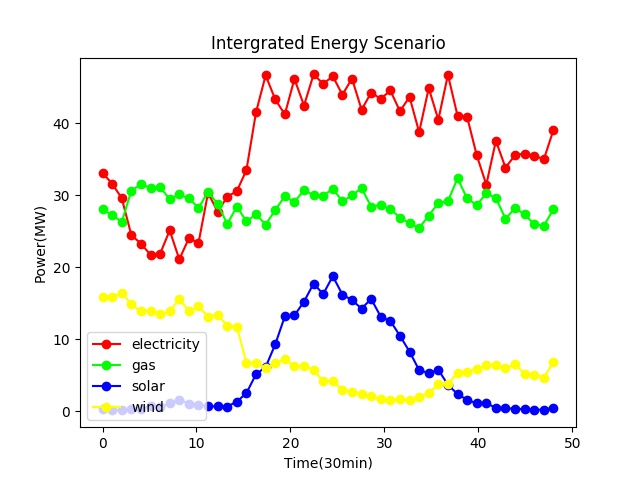 Intergrated Energy Scenario
Power(MW)
40
30
20
10
0
electricity
gas
solar
wind
0 10 20 30 40 50
Time(30min)